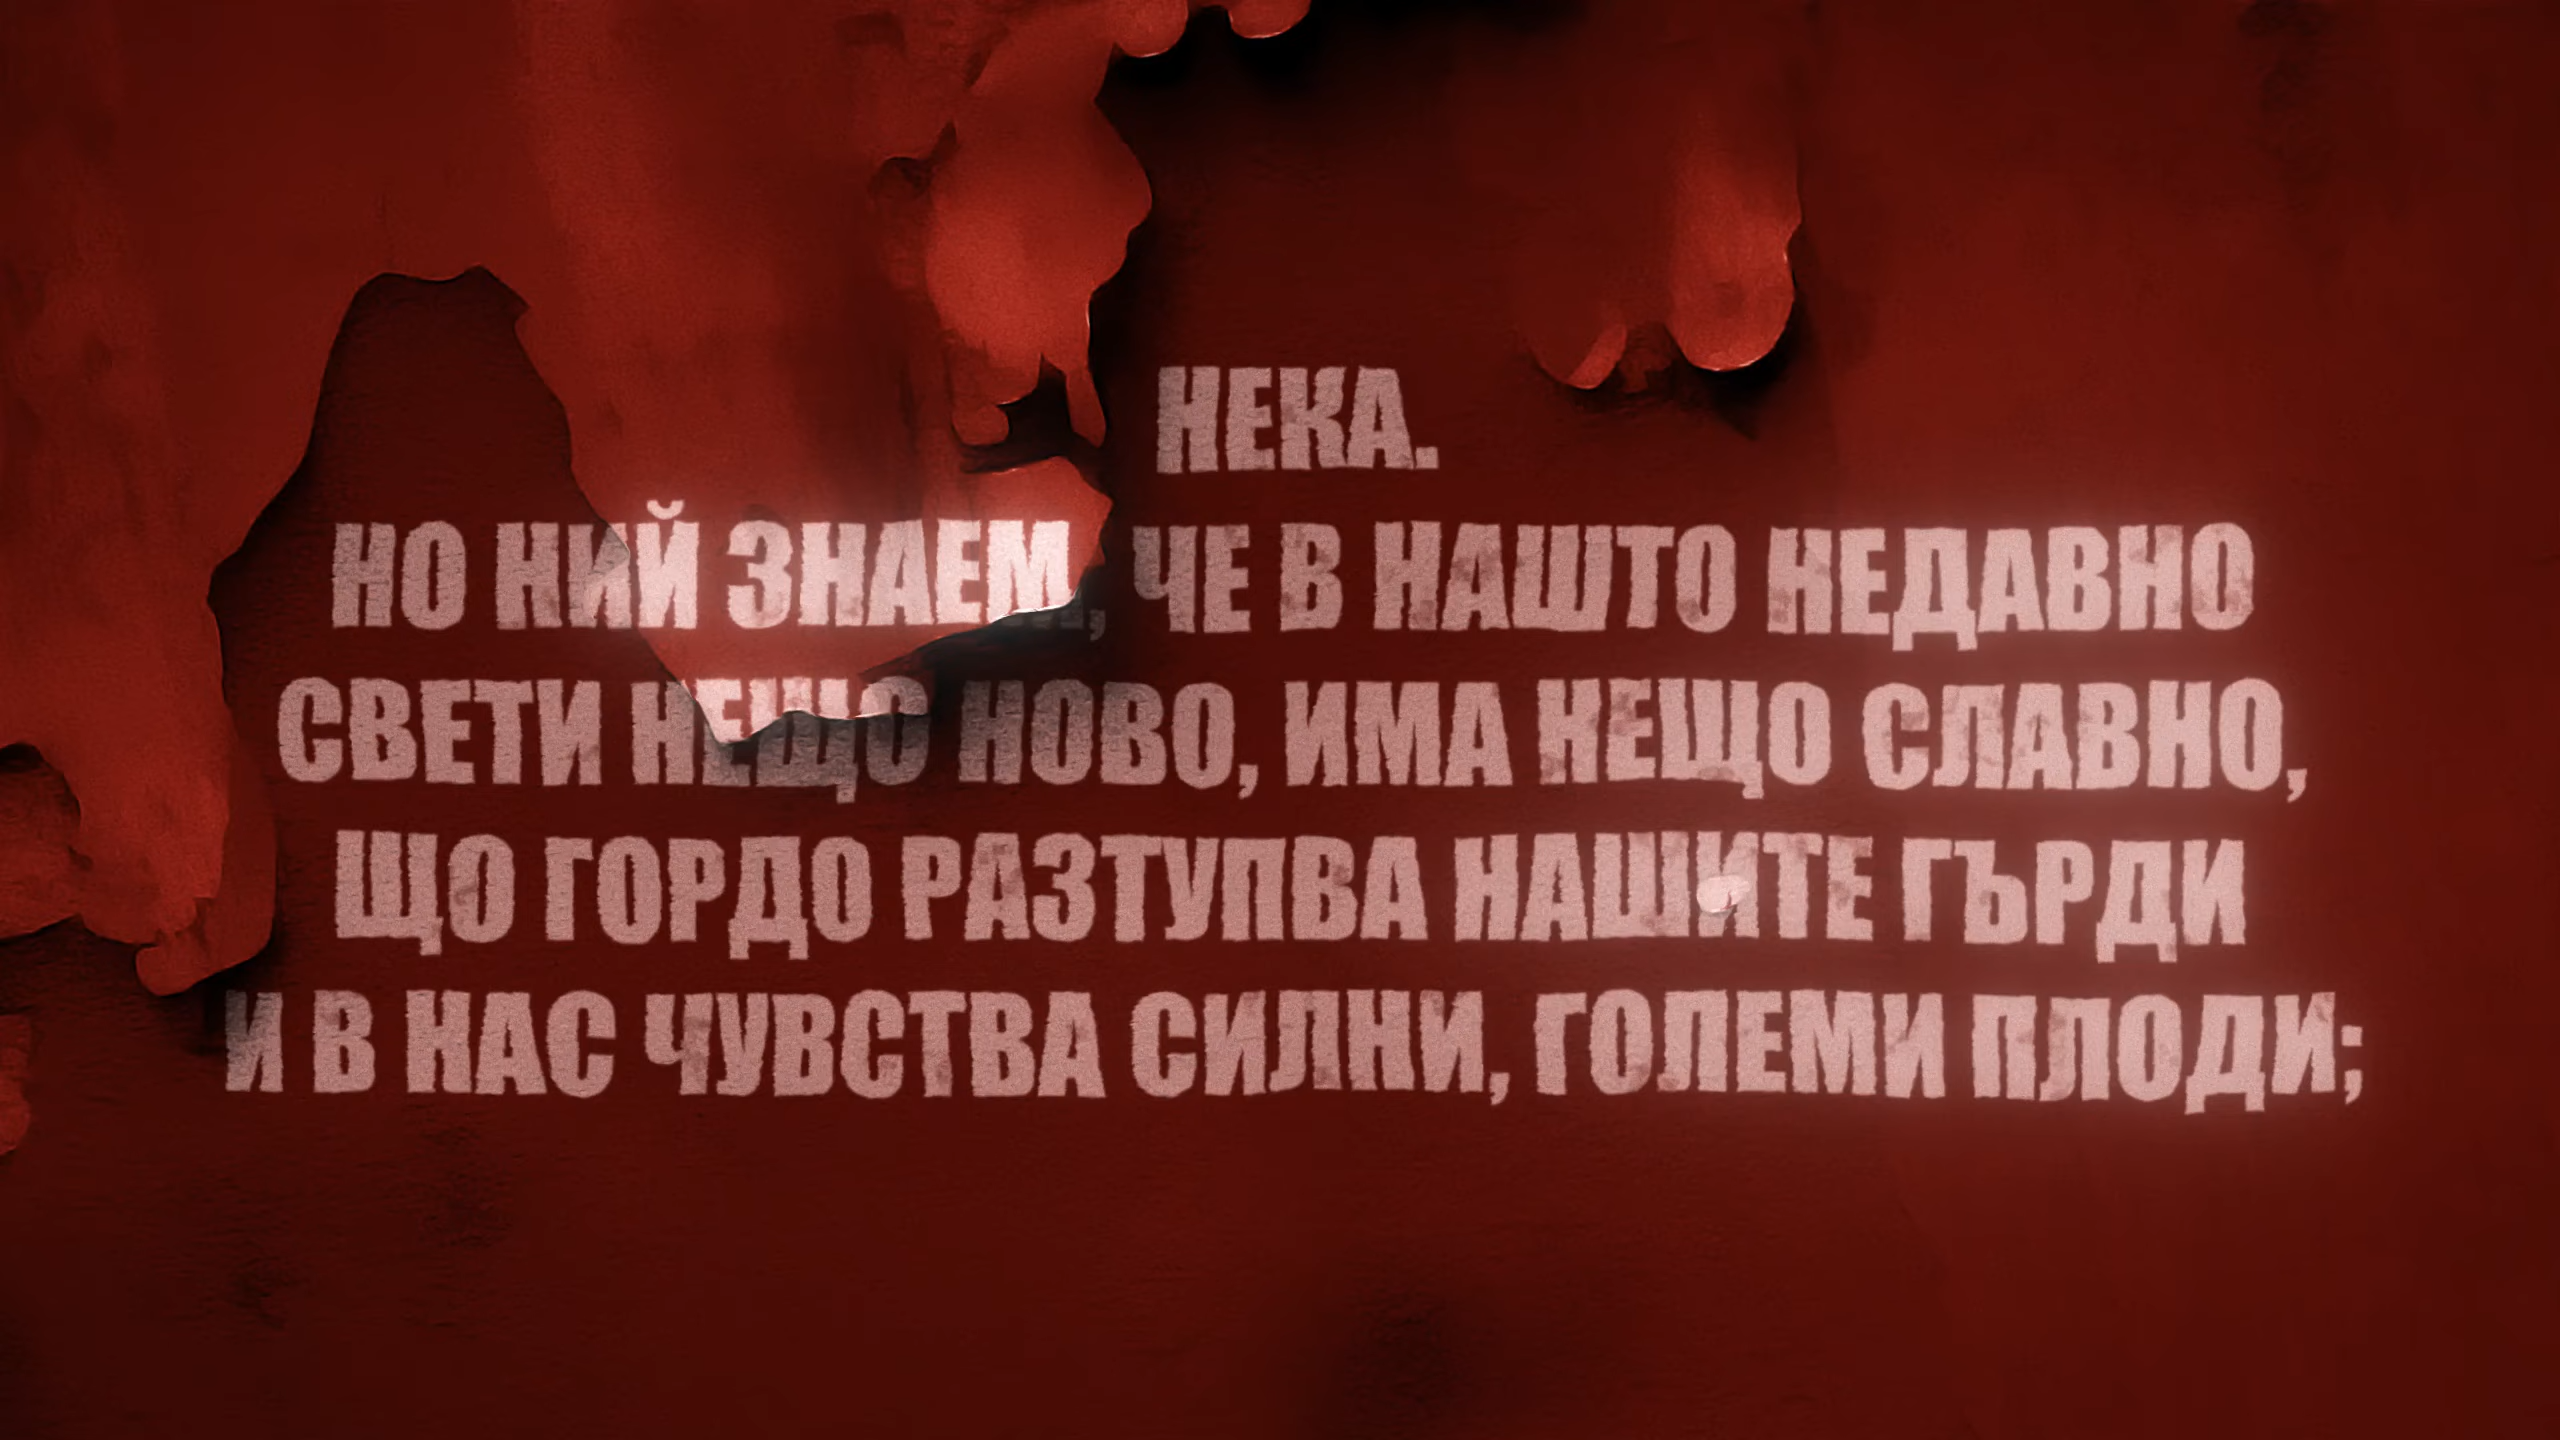 НЕКА.
НО НИЙ ЗНАЕМ, ЧЕ В НАШТО НЕДАВНО
СВЕТИ НЕЩО НОВО, ИМА НЕЩО СЛАВНО,
ЩО ГОРДО РАЗТУПВА НАШИТЕ ГЪРДИ
И В НАС ЧУВСТВА СИЛНИ, ГОЛЕМИ ПЛОДИ;